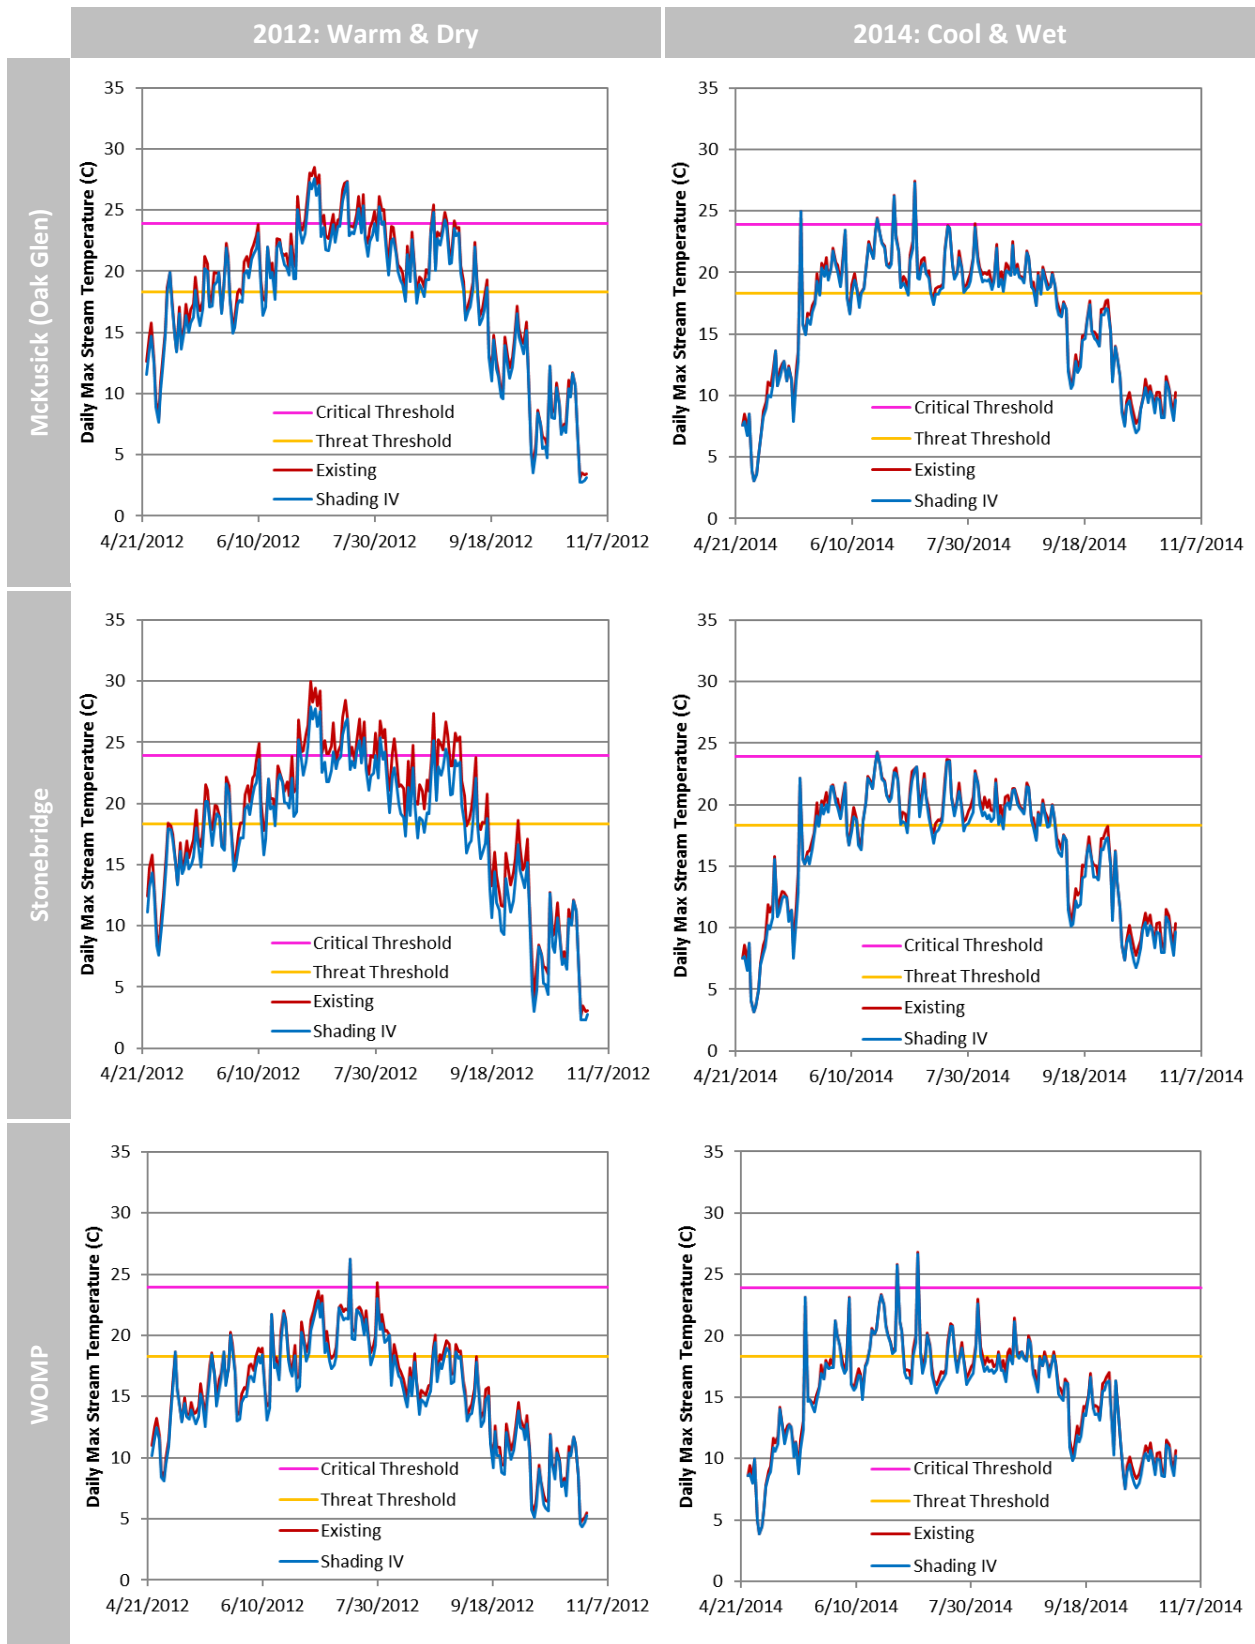 2012: Warm & Dry
2014: Cool & Wet
McKusick (Oak Glen)
Daily Max Stream Temperature (C)
35
30
25
20
15
10
5
0
Critical Threshold
Threat Threshold
Existing
Shading IV
4/21/2012 6/10/2012 7/30/2012 9/18/2012 11/7/2012
Daily Max Stream Temperature (C)
35
30
25
20
15
10
5
0
Critical Threshold
Threat Threshold
Existing
Shading IV
4/21/2014 6/10/2014 7/30/2014 9/18/2014 11/7/2014
Stonebridge
Daily Max Stream Temperature (C)
35
30
25
20
15
10
5
0
Critical Threshold
Threat Threshold
Existing
Shading IV
4/21/2012 6/10/2012 7/30/2012 9/18/2012 11/7/2012
Daily Max Stream Temperature (C)
35
30
25
20
15
10
5
0
Critical Threshold
Threat Threshold
Existing
Shading IV
4/21/2014 6/10/2014 7/30/2014 9/18/2014 11/7/2014
WOMP
Daily Max Stream Temperature (C)
35
30
25
20
15
10
5
0
Critical Threshold
Threat Threshold
Existing
Shading IV
4/21/2012 6/10/2012 7/30/2012 9/18/2012 11/7/2012
Daily Max Stream Temperature (C)
35
30
25
20
15
10
5
0
Critical Threshold
Threat Threshold
Existing
Shading IV
4/21/2014 6/10/2014 7/30/2014 9/18/2014 11/7/2014